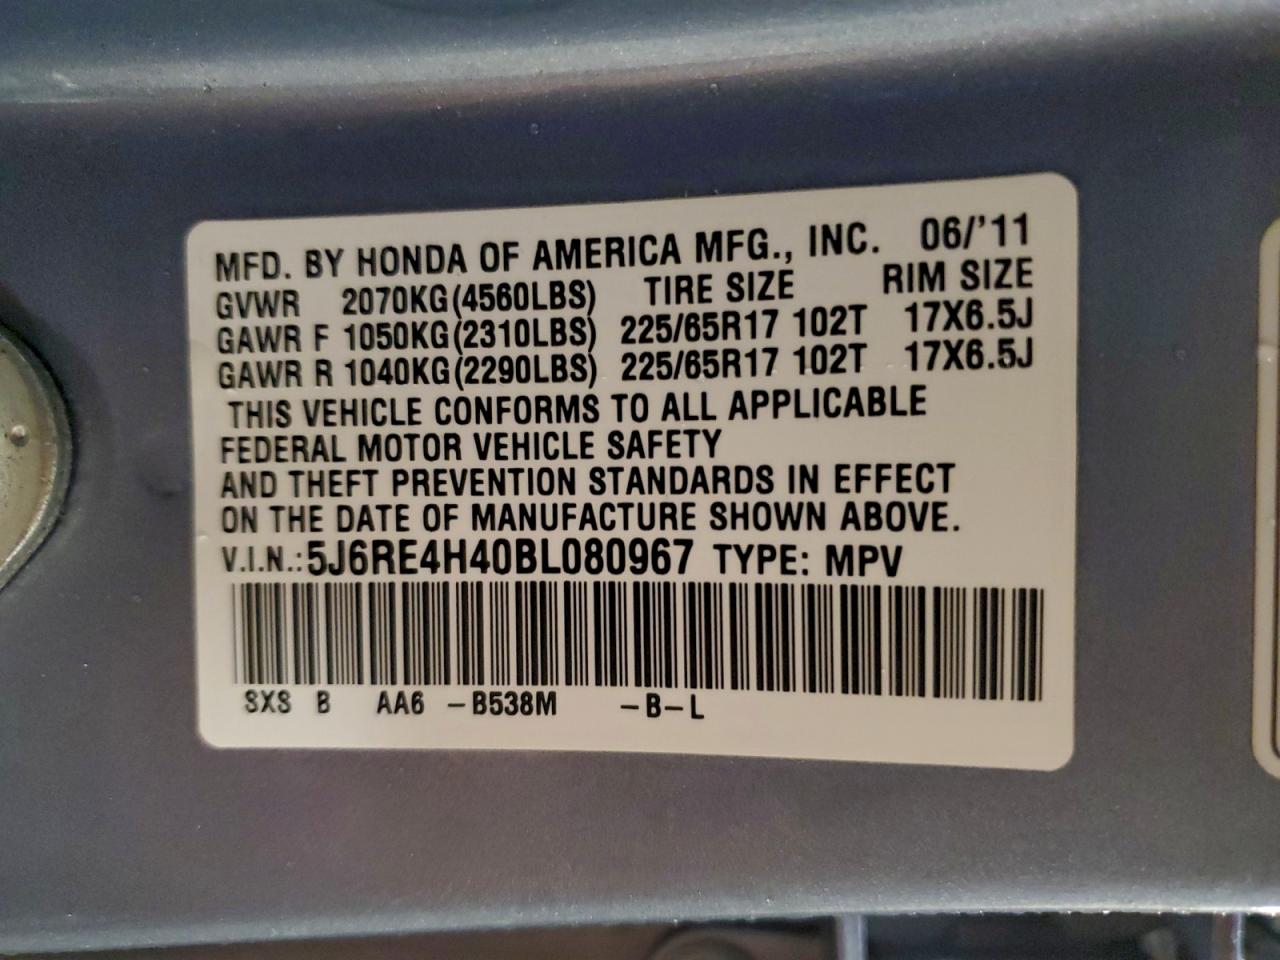 MFD. BY HONDA OF AMERICA MFG., INC. 06/'11
GVWR 2070KG(4560LBS) TIRE SIZE RIM SIZE
GAWR F 1050KG(2310LBS) 225/65R17 102T 17X6.5J
GAWR R 1040KG(2290LBS) 225/65R17 102T 17X6.5J
THIS VEHICLE CONFORMS TO ALL APPLICABLE
FEDERAL MOTOR VEHICLE SAFETY
AND THEFT PREVENTION STANDARDS IN EFFECT
ON THE DATE OF MANUFACTURE SHOWN ABOVE.
V.I.N.:5J6RE4H40BL080967 TYPE: MPV
SXS B AA6 -B538M -B-L